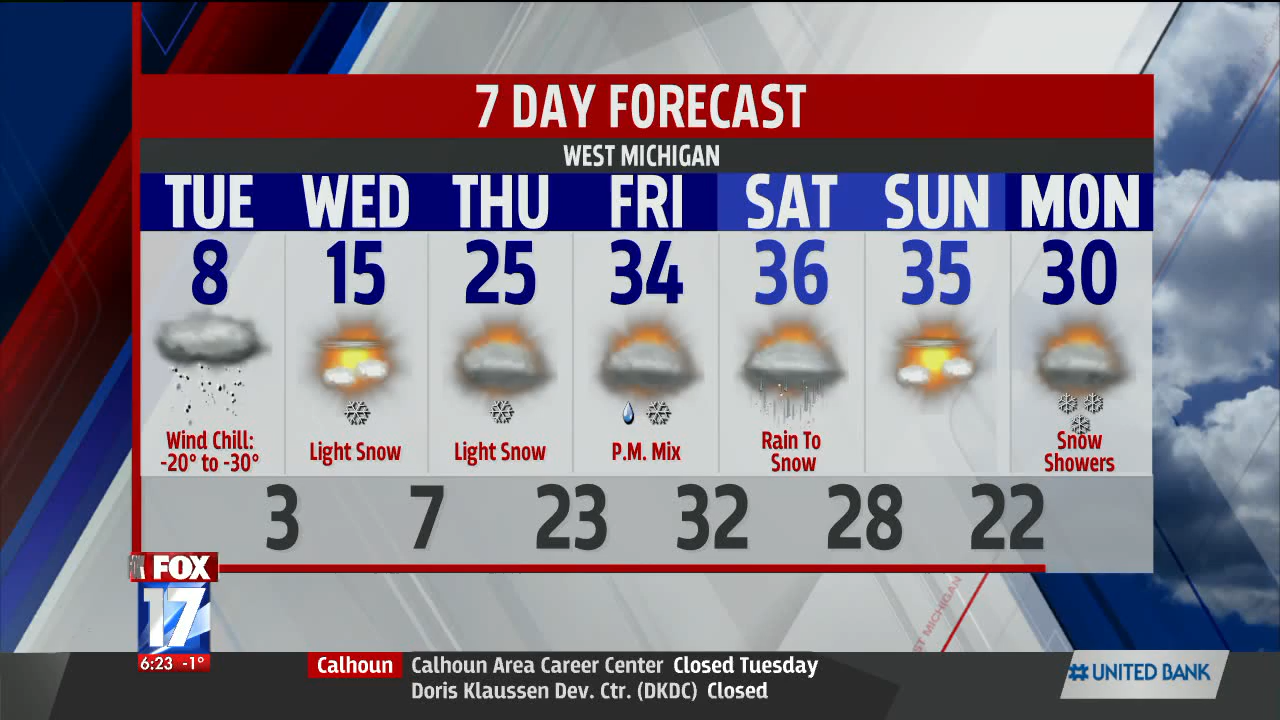 7 DAY FORECAST
WEST MICHIGAN
TUE WED THU FRI SAT SUN MON
8 15 25 34 36 35 30
Wind Chill:
-20° to -30°
Light Snow
Light Snow
P.M. Mix
Rain To
Snow
Snow
Showers
3 7 23 32 28 22
FOX
17
6:23 -1°
Calhoun
Calhoun Area Career Center Closed Tuesday
Doris Klaussen Dev. Ctr. (DKDC) Closed
UNITED BANK
MICHIGAN